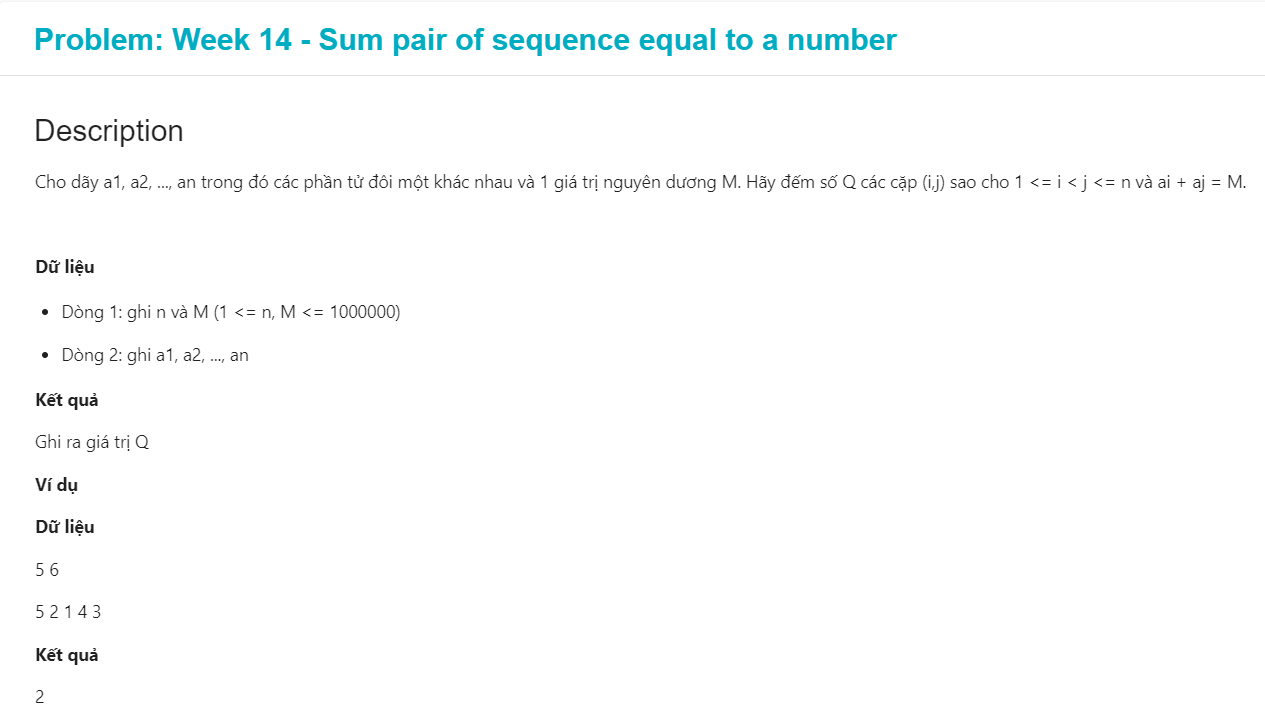 Problem: Week 14 - Sum pair of sequence equal to a number
Description
Cho dãy a1, a2, ..., an trong đó các phần tử đôi một khác nhau và 1 giá trị nguyên dương M. Hãy đếm số Q các cặp (i,j) sao cho 1 <= i < j <= n và ai + aj = M.
Dữ liệu
• Dòng 1: ghi n và M (1 <= n, M <= 1000000)
• Dòng 2: ghi a1, a2, ..., an
Kết quả
Ghi ra giá trị Q
Ví dụ
Dữ liệu
5 6
5 2 1 4 3
Kết quả
2